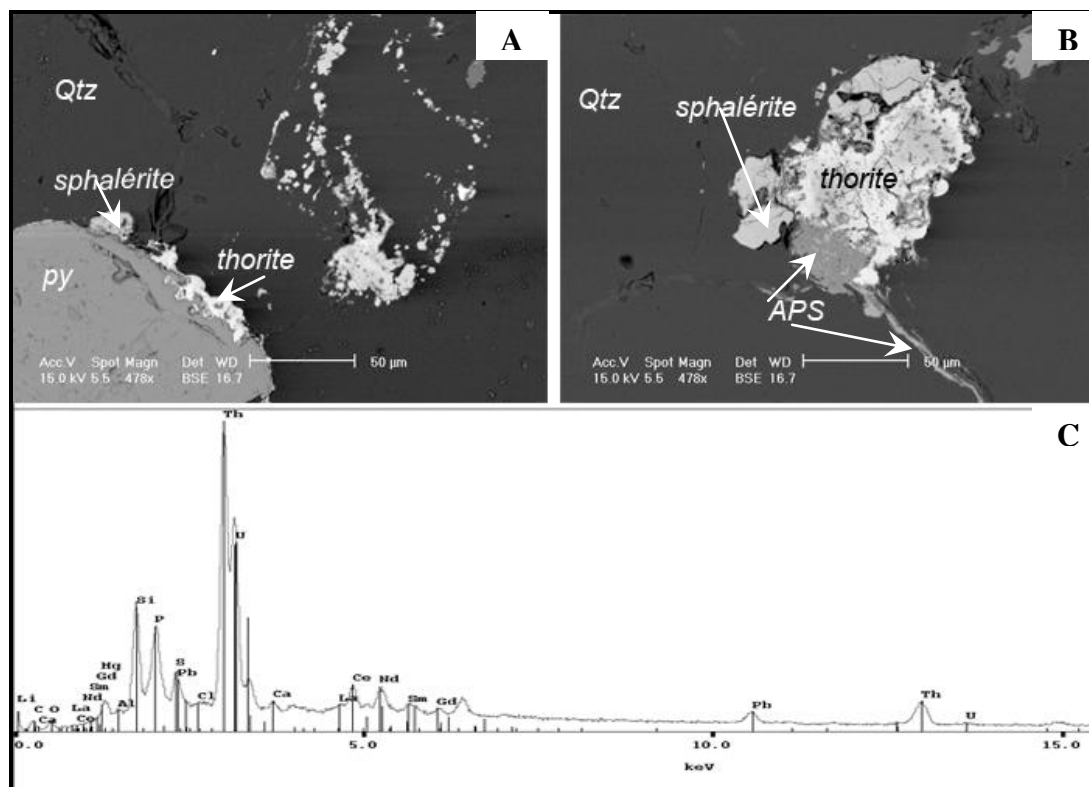 A
Qtz
sphalérite
thorite
py
Acc.V Spot Magn Det WD
15.0 kV 5.5 478x BSE 16.7
50 µm
B
Qtz
sphalérite
thorite
APS
Acc.V Spot Magn Det WD
15.0 kV 5.5 478x BSE 16.7
50 µm
C
Th
U
Si
P
S
Pb
Gd
Sm
Nd
La
Ce
Al
Cl
Ca
Li
C O
Ca
La
Ce
Nd
Sm
Gd
Pb
Th
U
0.0 5.0 10.0 15.0
keV